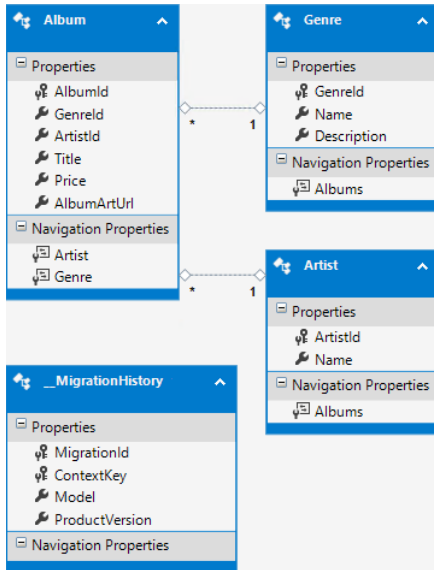 Album
Properties
AlbumId
GenreId
ArtistId
Title
Price
AlbumArtUrl
Navigation Properties
Artist
Genre
* 1
* 1
Genre
Properties
GenreId
Name
Description
Navigation Properties
Albums
Artist
Properties
ArtistId
Name
Navigation Properties
Albums
__MigrationHistory
Properties
MigrationId
ContextKey
Model
ProductVersion
Navigation Properties